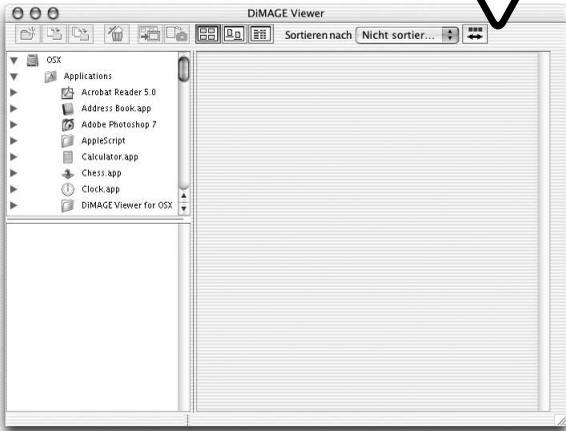 DiMAGE Viewer
Sortieren nach Nicht sortier...
OSX
Applications
Acrobat Reader 5.0
Address Book.app
Adobe Photoshop 7
AppleScript
Calculator.app
Chess.app
Clock.app
DiMAGE Viewer for OSX